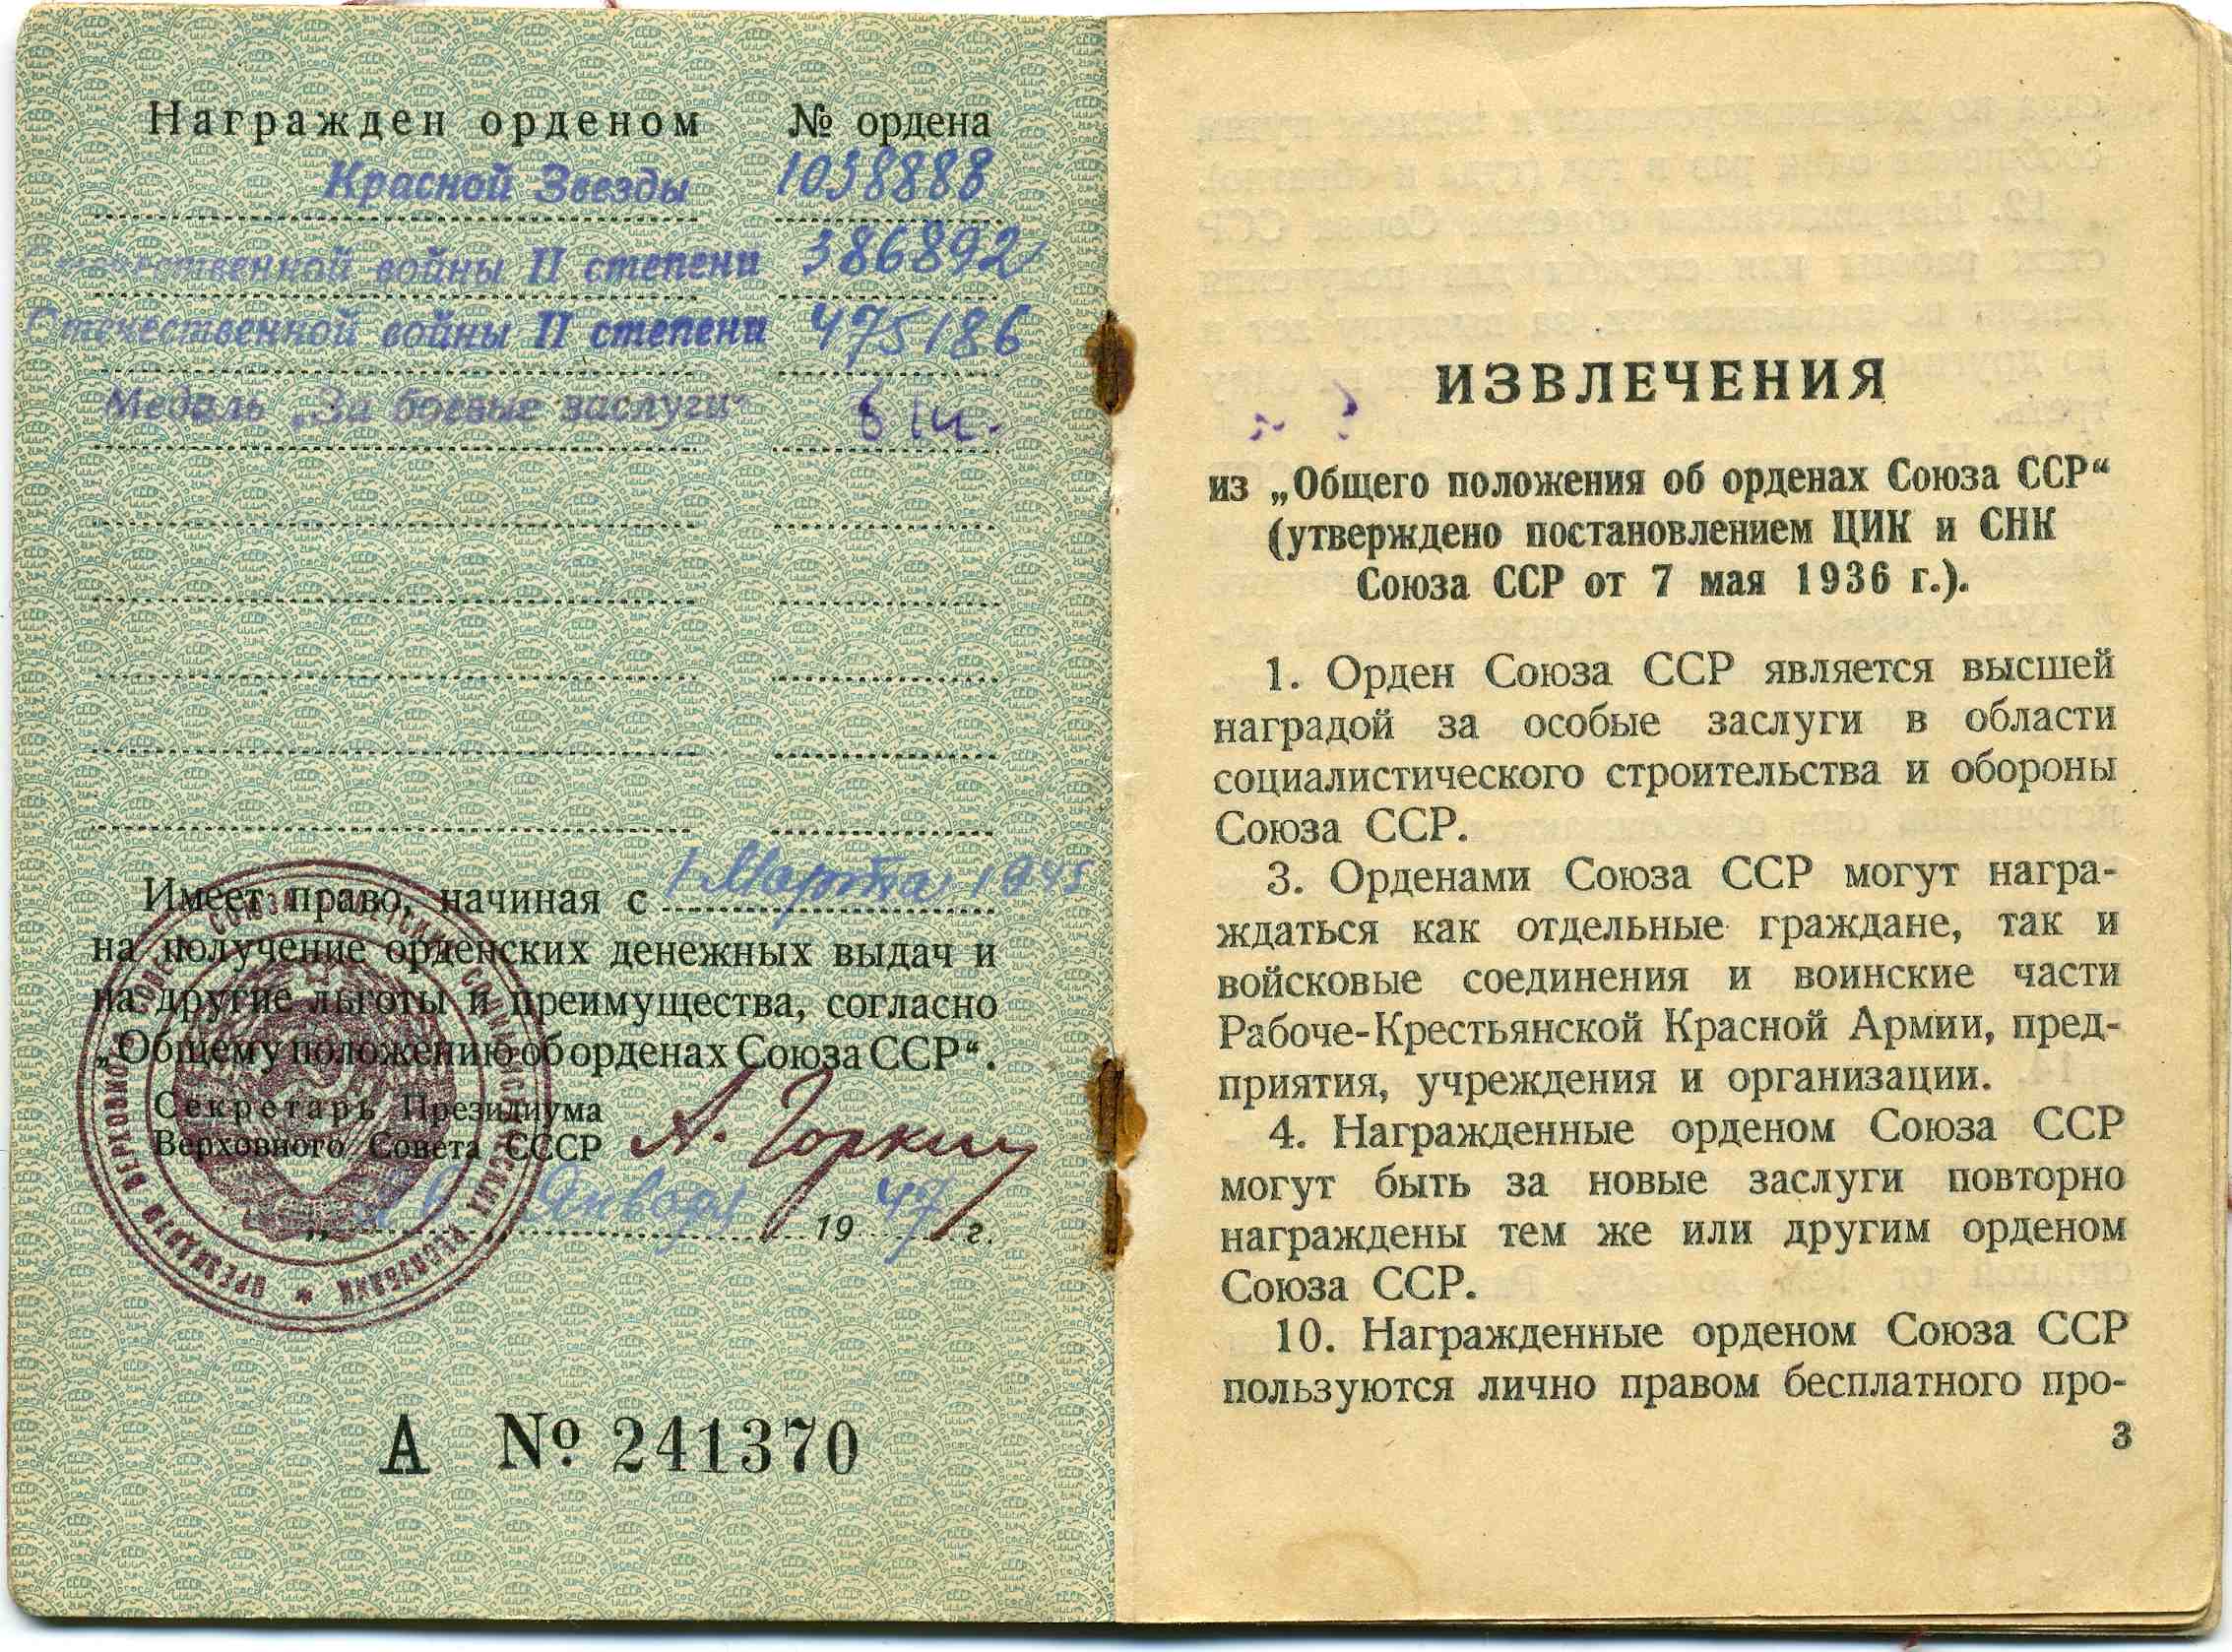 Награжден орденом № ордена
Красной Звезды 1038888
Отечественной войны II степени 386892
Отечественной войны II степени 475186
Медаль „За боевые заслуги"
Имеет право, начиная с 1 Марта 1945
на получение орденских денежных выдач и
на другие льготы и преимущества, согласно
„Общему положению об орденах Союза ССР“.
Секретарь Президиума
Верховного Совета СССР А. Горкин
Января 1947 г.
А № 241370
ИЗВЛЕЧЕНИЯ
из „Общего положения об орденах Союза ССР“
(утверждено постановлением ЦИК и СНК
Союза ССР от 7 мая 1936 г.).
1. Орден Союза ССР является высшей
наградой за особые заслуги в области
социалистического строительства и обороны
Союза ССР.
3. Орденами Союза ССР могут награ-
ждаться как отдельные граждане, так и
войсковые соединения и воинские части
Рабоче-Крестьянской Красной Армии, пред-
приятия, учреждения и организации.
4. Награжденные орденом Союза ССР
могут быть за новые заслуги повторно
награждены тем же или другим орденом
Союза ССР.
10. Награжденные орденом Союза ССР
пользуются лично правом бесплатного про-
3